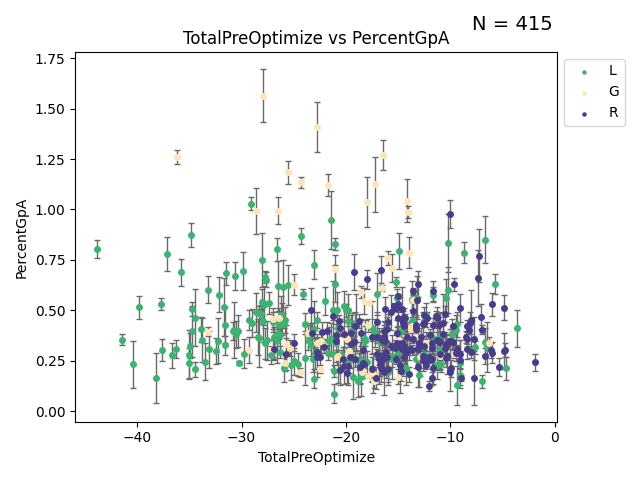 N = 415
TotalPreOptimize vs PercentGpA
L
G
R
PercentGpA
1.75
1.50
1.25
1.00
0.75
0.50
0.25
0.00
−40
−30
−20
−10
0
TotalPreOptimize